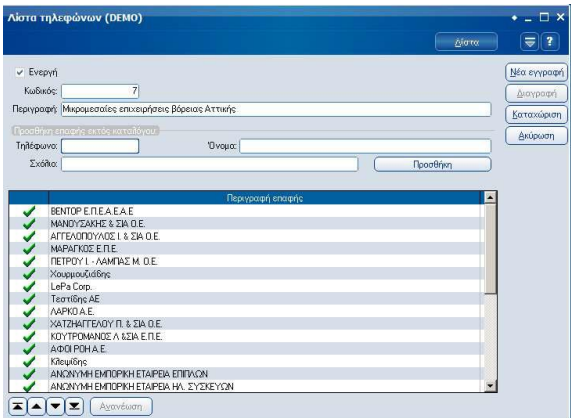 Λίστα τηλεφώνων (DEMO)
Λίστα
?
Ενεργή
Νέα εγγραφή
Κωδικός: 7
Διαγραφή
Περιγραφή: Μικρομεσαίες επιχειρήσεις βόρειας Αττικής
Καταχώριση
Προσθήκη επαφής εκτός καταλόγου
Ακύρωση
Τηλέφωνο: Όνομα:
Σχόλιο: Προσθήκη
Περιγραφή επαφής
ΒΕΝΤΟΡ Ε.Π.Ε.Α.Ε.Α.Ε
ΜΑΝΟΥΣΑΚΗΣ & ΣΙΑ Ο.Ε.
ΑΓΓΕΛΟΠΟΥΛΟΣ Ι. & ΣΙΑ Ο.Ε.
ΜΑΡΑΓΚΟΣ Ε.Π.Ε.
ΠΕΤΡΟΥ Ι. - ΛΑΜΠΑΣ Μ. Ο.Ε.
Χουρμουζιάδης
LePa Corp.
Τεστίδης ΑΕ
ΛΑΡΚΟ Α.Ε.
ΧΑΤΖΗΑΓΓΕΛΟΥ Π. & ΣΙΑ Ο.Ε.
ΚΟΥΤΡΟΜΑΝΟΣ Λ &ΣΙΑ Ε.Π.Ε.
ΑΦΟΙ ΡΟΗ Α.Ε.
Κλεψίδης
ΑΝΩΝΥΜΗ ΕΜΠΟΡΙΚΗ ΕΤΑΙΡΕΙΑ ΕΠΙΠΛΩΝ
ΑΝΩΝΥΜΗ ΕΜΠΟΡΙΚΗ ΕΤΑΙΡΕΙΑ ΗΛ. ΣΥΣΚΕΥΩΝ
Ανανέωση